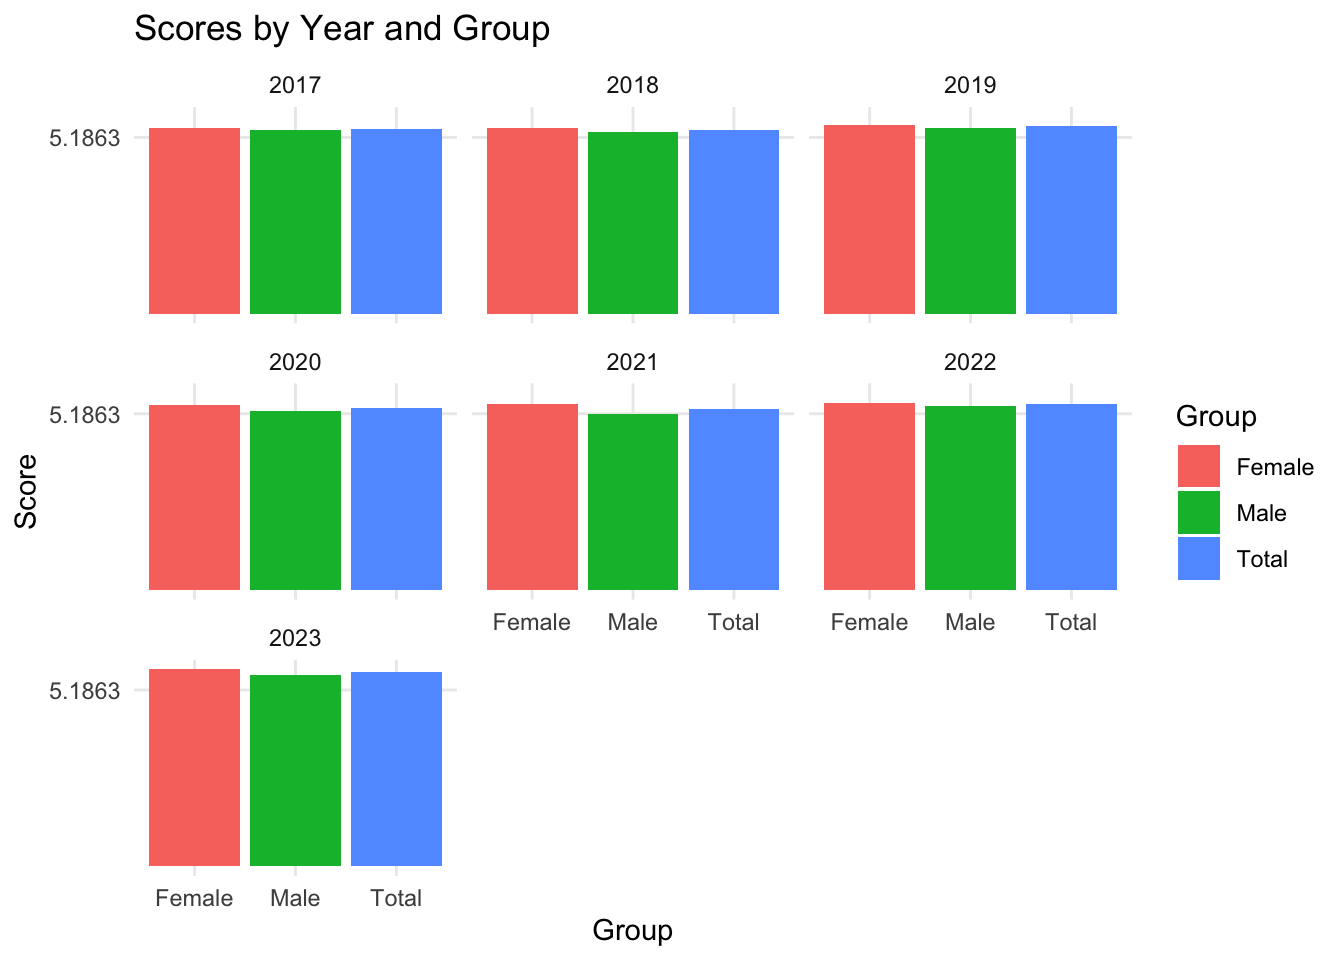 Scores by Year and Group
2017 2018 2019
5.1863
2020 2021 2022
5.1863
Score
Group
Female
Male
Total
Female Male Total Female Male Total
2023
5.1863
Female Male Total
Group